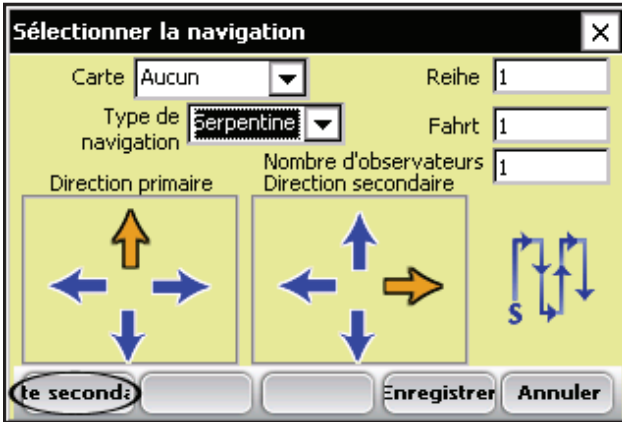 Sélectionner la navigation
Carte Aucun Reihe 1
Type de navigation Serpentine Fahrt 1
Nombre d'observateurs 1
Direction primaire Direction secondaire
S
te seconda Enregistrer Annuler